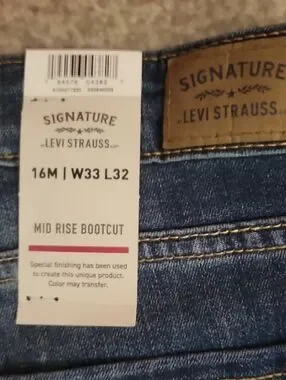 SIGNATURE
LEVI STRAUSS
SIGNATURE
LEVI STRAUSS
16M | W33 L32
MID RISE BOOTCUT
Special finishing has been used
to create this unique product.
Color may transfer.